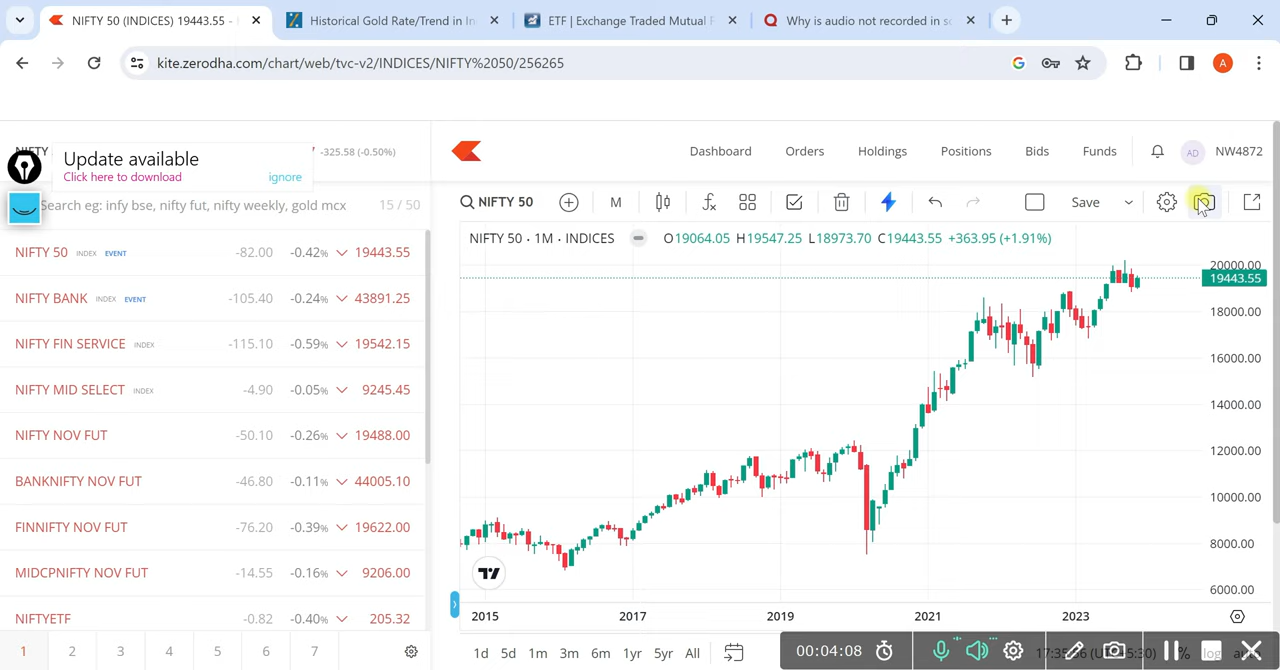 NIFTY 50 (INDICES) 19443.55 -
Historical Gold Rate/Trend in In
ETF | Exchange Traded Mutual F
Why is audio not recorded in sc
kite.zerodha.com/chart/web/tvc-v2/INDICES/NIFTY%2050/256265
A
NIFTY
-325.58 (-0.50%)
Update available
Click here to download
ignore
Dashboard
Orders
Holdings
Positions
Bids
Funds
AD
NW4872
Search eg: infy bse, nifty fut, nifty weekly, gold mcx
15 / 50
NIFTY 50
M
Save
NIFTY 50 INDEX EVENT -82.00 -0.42% 19443.55
NIFTY BANK INDEX EVENT -105.40 -0.24% 43891.25
NIFTY FIN SERVICE INDEX -115.10 -0.59% 19542.15
NIFTY MID SELECT INDEX -4.90 -0.05% 9245.45
NIFTY NOV FUT -50.10 -0.26% 19488.00
BANKNIFTY NOV FUT -46.80 -0.11% 44005.10
FINNIFTY NOV FUT -76.20 -0.39% 19622.00
MIDCPNIFTY NOV FUT -14.55 -0.16% 9206.00
NIFTYETF -0.82 -0.40% 205.32
1 2 3 4 5 6 7
NIFTY 50 · 1M · INDICES
O19064.05 H19547.25 L18973.70 C19443.55 +363.95 (+1.91%)
20000.00
19443.55
18000.00
16000.00
14000.00
12000.00
10000.00
8000.00
6000.00
2015 2017 2019 2021 2023
1d 5d 1m 3m 6m 1yr 5yr All
00:04:08
%
log